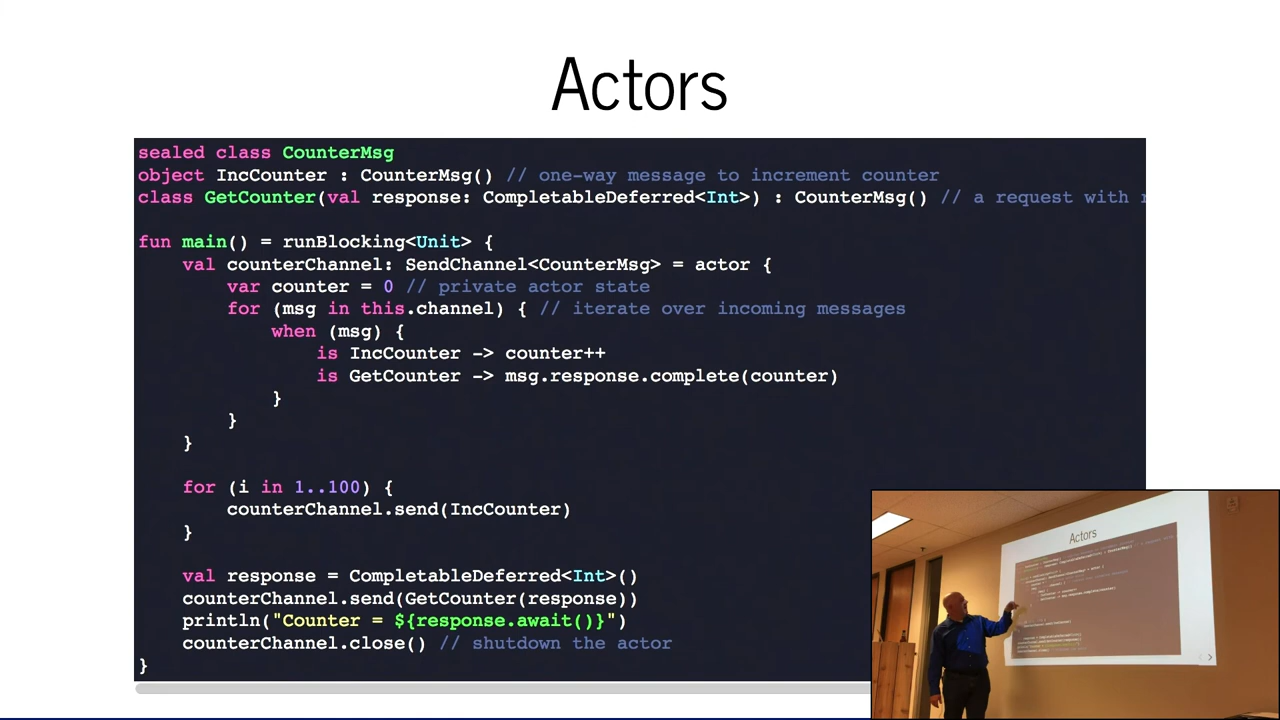 Actors
sealed class CounterMsg
object IncCounter : CounterMsg() // one-way message to increment counter
class GetCounter(val response: CompletableDeferred<Int>) : CounterMsg() // a request with
fun main() = runBlocking<Unit> {
    val counterChannel: SendChannel<CounterMsg> = actor {
        var counter = 0 // private actor state
        for (msg in this.channel) { // iterate over incoming messages
            when (msg) {
                is IncCounter -> counter++
                is GetCounter -> msg.response.complete(counter)
            }
        }
    }
    for (i in 1..100) {
        counterChannel.send(IncCounter)
    }
    val response = CompletableDeferred<Int>()
    counterChannel.send(GetCounter(response))
    println("Counter = ${response.await()}")
    counterChannel.close() // shutdown the actor
}
Actors